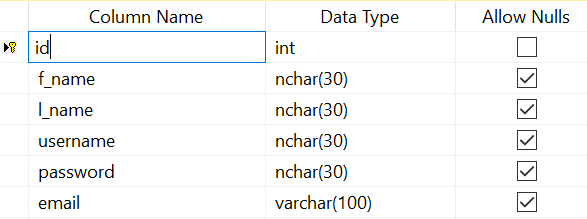 Column Name Data Type Allow Nulls
id int
f_name nchar(30)
l_name nchar(30)
username nchar(30)
password nchar(30)
email varchar(100)